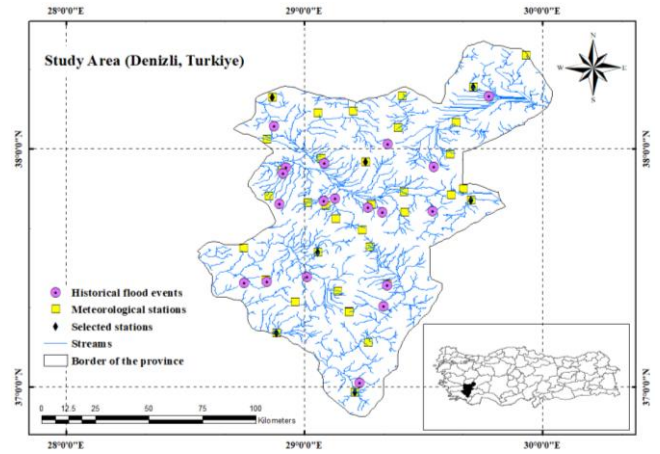 28°0'0"E 29°0'0"E 30°0'0"E
Study Area (Denizli, Turkiye)
N
W E
S
38°0'0"N 38°0'0"N
Historical flood events
Meteorological stations
Selected stations
Streams
Border of the province
37°0'0"N 37°0'0"N
0 12.5 25 50 75 100
Kilometers
28°0'0"E 29°0'0"E 30°0'0"E